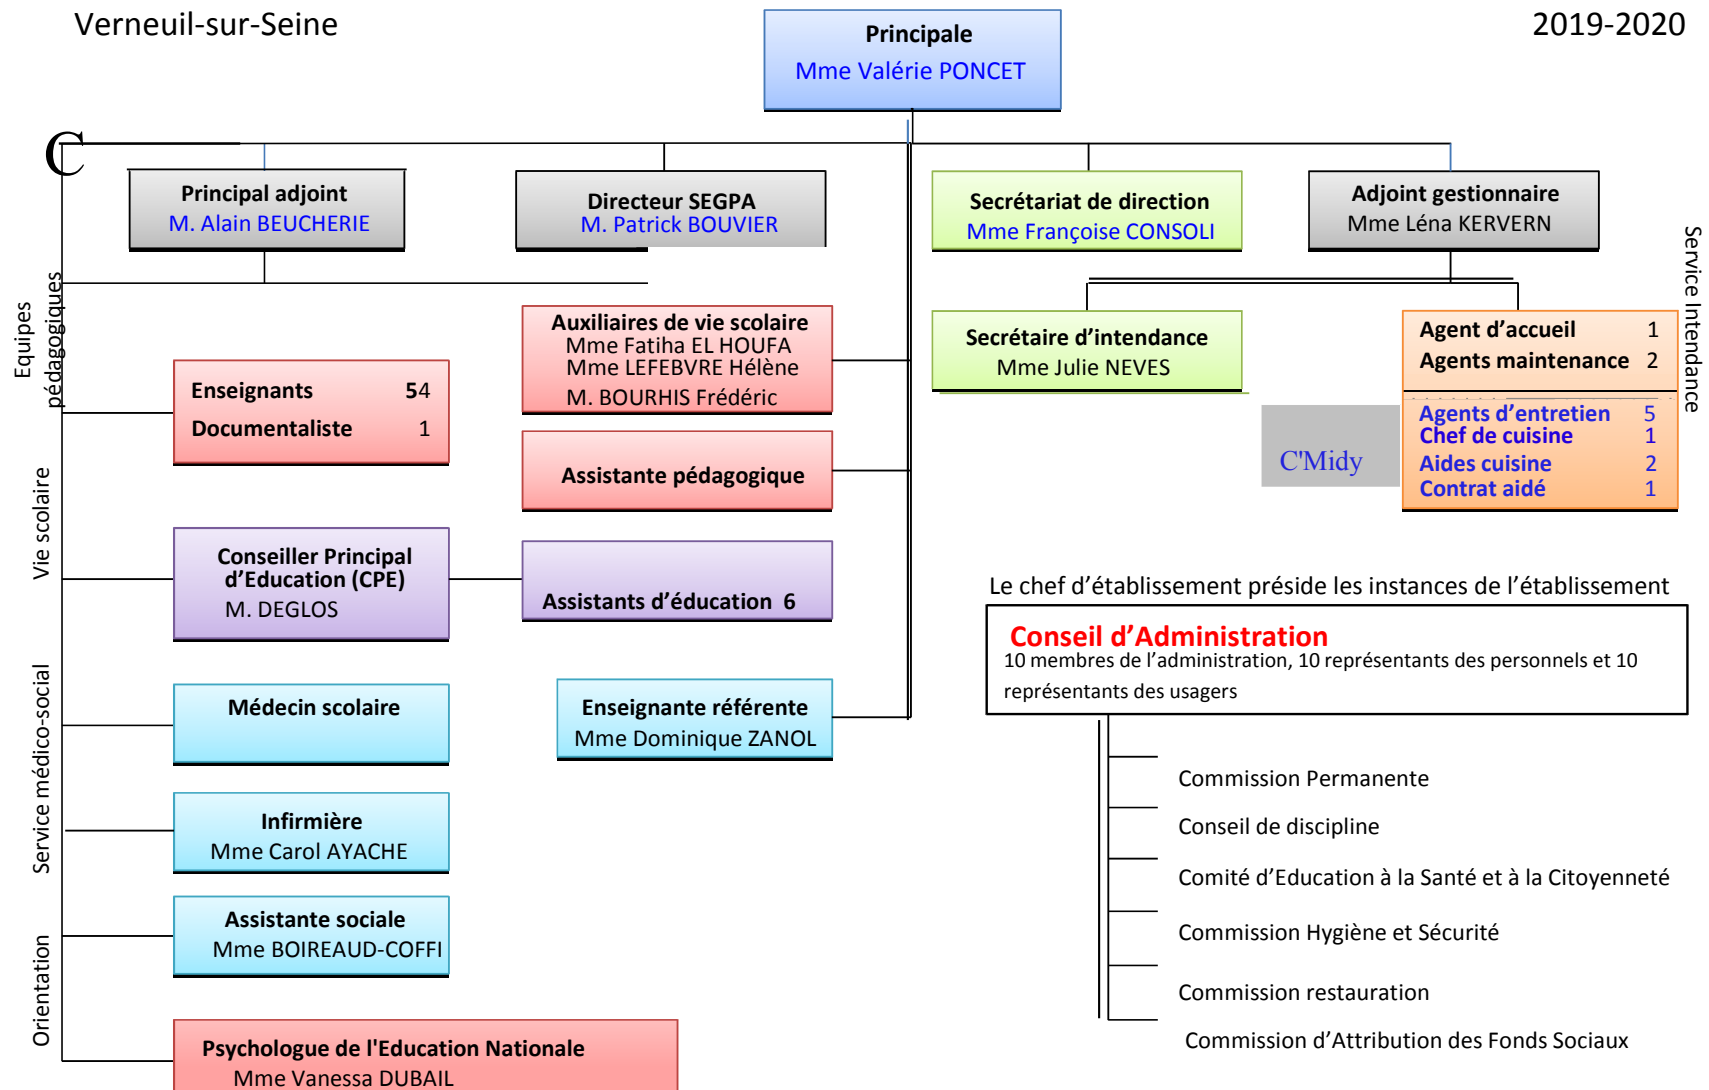 Verneuil-sur-Seine
2019-2020
Principale
Mme Valérie PONCET
C
Principal adjoint
M. Alain BEUCHERIE
Directeur SEGPA
M. Patrick BOUVIER
Secrétariat de direction
Mme Françoise CONSOLI
Adjoint gestionnaire
Mme Léna KERVERN
Service Intendance
Equipes
pédagogiques
Enseignants 54
Documentaliste 1
Auxiliaires de vie scolaire
Mme Fatiha EL HOUFA
Mme LEFEBVRE Hélène
M. BOURHIS Frédéric
Assistante pédagogique
Secrétaire d’intendance
Mme Julie NEVES
Agent d’accueil 1
Agents maintenance 2
Agents d’entretien 5
Chef de cuisine 1
Aides cuisine 2
Contrat aidé 1
C'Midy
Vie scolaire
Conseiller Principal
d’Education (CPE)
M. DEGLOS
Assistants d’éducation 6
Service médico-social
Médecin scolaire
Enseignante référente
Mme Dominique ZANOL
Infirmière
Mme Carol AYACHE
Assistante sociale
Mme BOIREAUD-COFFI
Orientation
Psychologue de l'Education Nationale
Mme Vanessa DUBAIL
Le chef d’établissement préside les instances de l’établissement
Conseil d’Administration
10 membres de l’administration, 10 représentants des personnels et 10
représentants des usagers
Commission Permanente
Conseil de discipline
Comité d’Education à la Santé et à la Citoyenneté
Commission Hygiène et Sécurité
Commission restauration
Commission d’Attribution des Fonds Sociaux